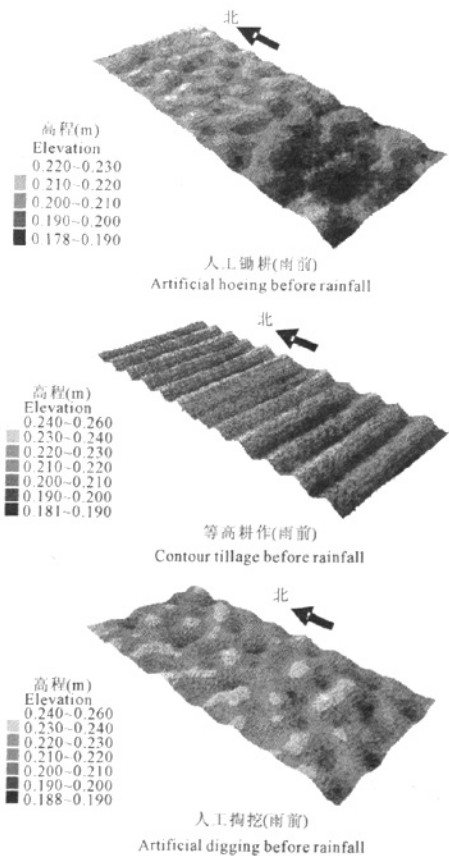 北
高程(m)
Elevation
0.220~0.230
0.210~0.220
0.200~0.210
0.190~0.200
0.178~0.190
人工锄耕(雨前)
Artificial hoeing before rainfall
北
高程(m)
Elevation
0.240~0.260
0.230~0.240
0.220~0.230
0.210~0.220
0.200~0.210
0.190~0.200
0.181~0.190
等高耕作(雨前)
Contour tillage before rainfall
北
高程(m)
Elevation
0.240~0.260
0.230~0.240
0.220~0.230
0.210~0.220
0.200~0.210
0.190~0.200
0.188~0.190
人工掏挖(雨前)
Artificial digging before rainfall